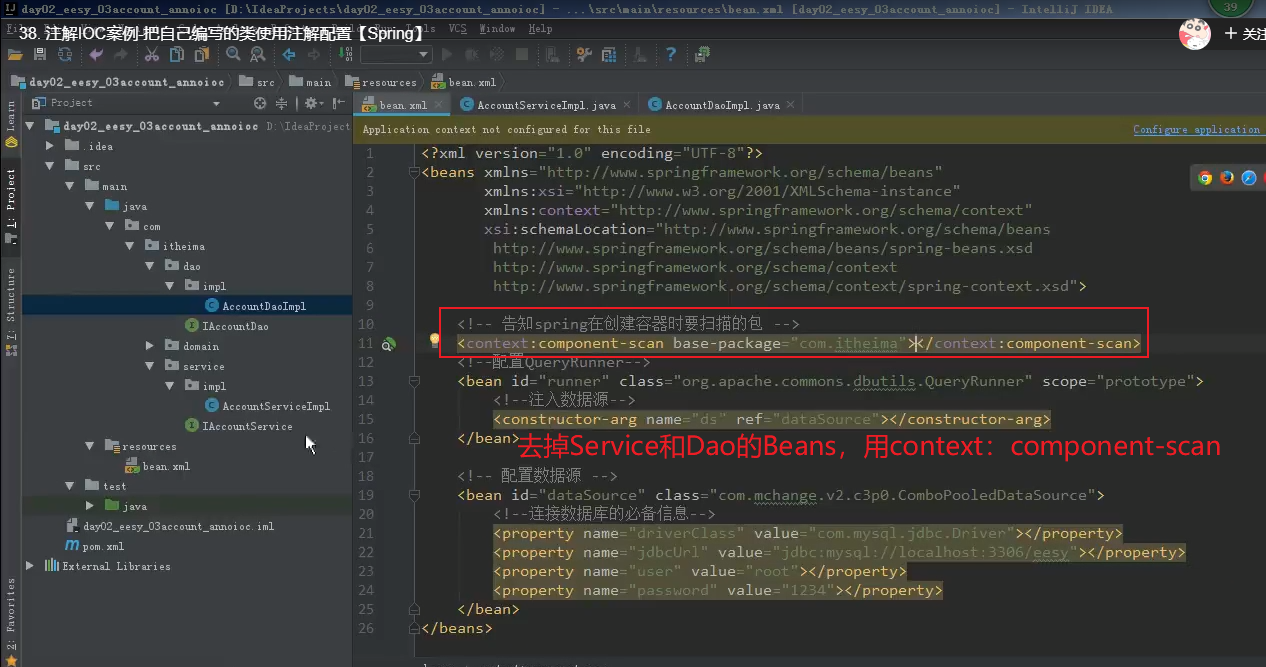 day02_eesy_03account_annoioc [D:\IdeaProjects\day02_eesy_03account_annoioc] - ...\src\main\resources\bean.xml [day02_eesy_03account_annoioc] - IntelliJ IDEA
39
VCS Window Help
38. 注解IOC案例-把自己编写的类使用注解配置【Spring】
+ 关注
day02_eesy_03account_annoioc src main resources bean.xml
Project
bean.xml AccountServiceImpl.java AccountDaoImpl.java
Learn
1: Project
7: Structure
2: Favorites
day02_eesy_03account_annoioc D:\IdeaProject
.idea
src
main
java
com
itheima
dao
impl
AccountDaoImpl
IAccountDao
domain
service
impl
AccountServiceImpl
IAccountService
resources
bean.xml
test
java
day02_eesy_03account_annoioc.iml
pom.xml
External Libraries
Application context not configured for this file
Configure application
1 <?xml version="1.0" encoding="UTF-8"?>
2 <beans xmlns="http://www.springframework.org/schema/beans"
3 xmlns:xsi="http://www.w3.org/2001/XMLSchema-instance"
4 xmlns:context="http://www.springframework.org/schema/context"
5 xsi:schemaLocation="http://www.springframework.org/schema/beans
6 http://www.springframework.org/schema/beans/spring-beans.xsd
7 http://www.springframework.org/schema/context
8 http://www.springframework.org/schema/context/spring-context.xsd">
9
10 <!-- 告知spring在创建容器时要扫描的包 -->
11 <context:component-scan base-package="com.itheima"></context:component-scan>
12 <!--配置QueryRunner-->
13 <bean id="runner" class="org.apache.commons.dbutils.QueryRunner" scope="prototype">
14 <!--注入数据源-->
15 <constructor-arg name="ds" ref="dataSource"></constructor-arg>
16 </bean>
去掉Service和Dao的Beans，用context：component-scan
17
18 <!-- 配置数据源 -->
19 <bean id="dataSource" class="com.mchange.v2.c3p0.ComboPooledDataSource">
20 <!--连接数据库的必备信息-->
21 <property name="driverClass" value="com.mysql.jdbc.Driver"></property>
22 <property name="jdbcUrl" value="jdbc:mysql://localhost:3306/eesy"></property>
23 <property name="user" value="root"></property>
24 <property name="password" value="1234"></property>
25 </bean>
26 </beans>